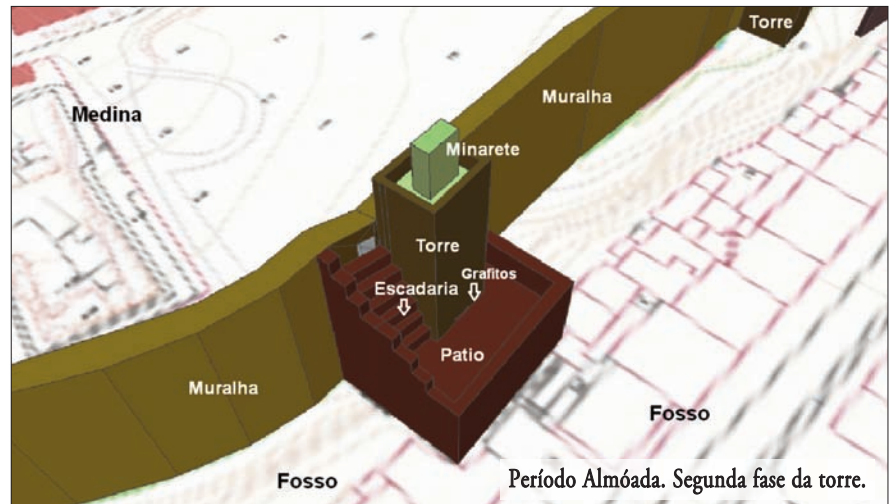 Torre
Medina
Muralha
Minarete
Torre
Grafitos
Escadaria
Patio
Muralha
Fosso
Fosso
Período Almóada. Segunda fase da torre.